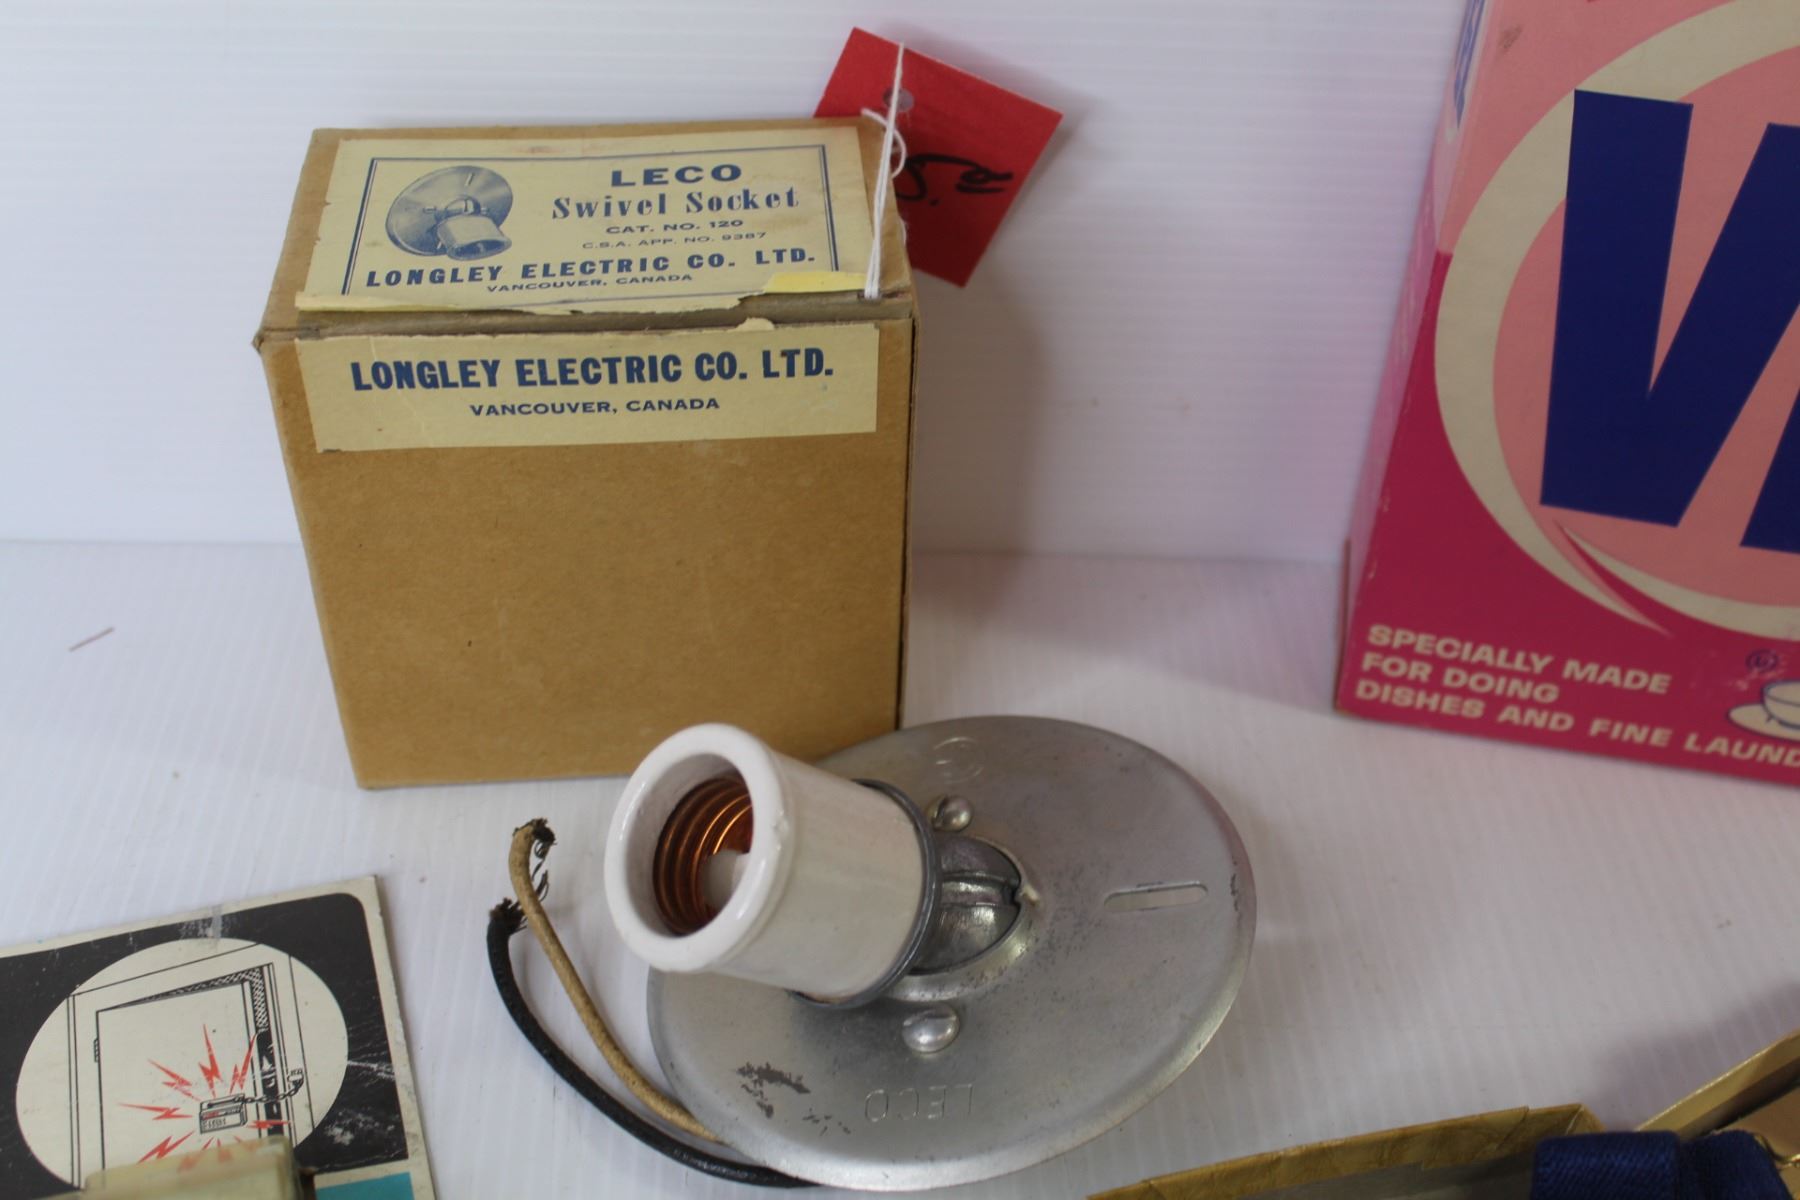 LECO
Swivel Socket
CAT. NO. 120
C.S.A. APP. NO. 9387
LONGLEY ELECTRIC CO. LTD.
VANCOUVER, CANADA
LONGLEY ELECTRIC CO. LTD.
VANCOUVER, CANADA
SPECIALLY MADE
FOR DOING
DISHES AND FINE LAUND
LECO